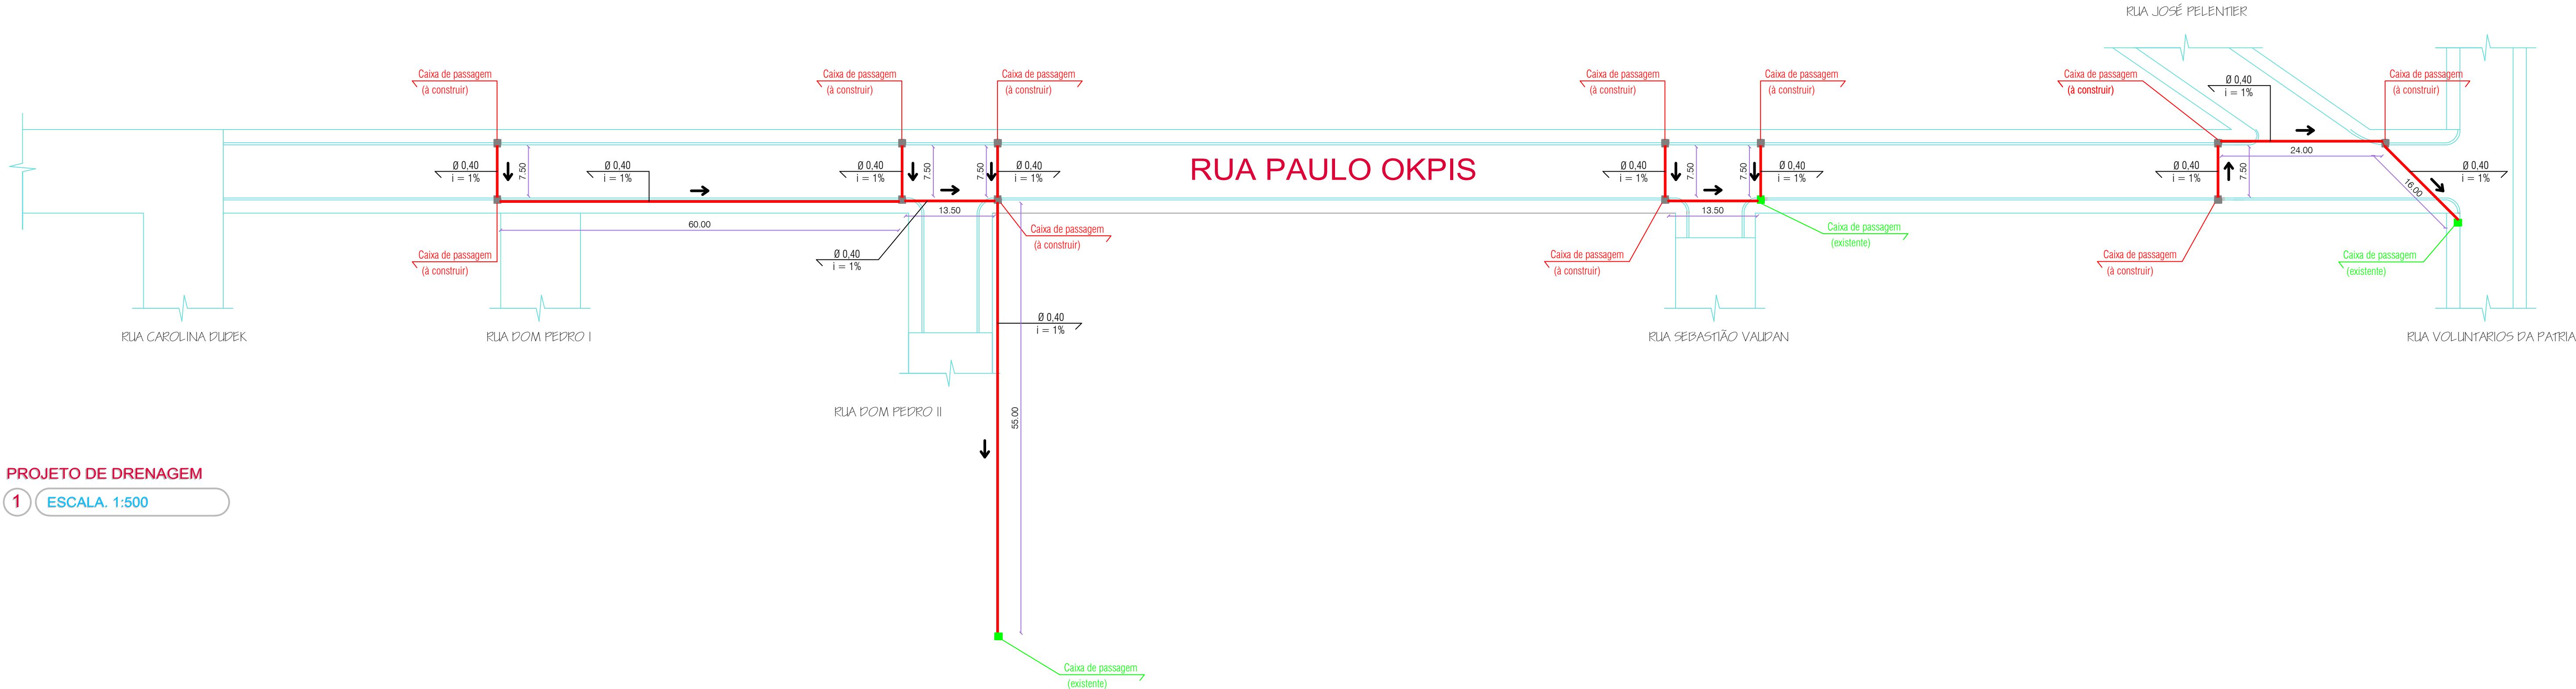 RUA JOSÉ PELENTIER
Caixa de passagem
(à construir)
Caixa de passagem
(à construir)
Caixa de passagem
(à construir)
Caixa de passagem
(à construir)
Caixa de passagem
(à construir)
Caixa de passagem
(à construir)
Ø 0,40
i = 1%
Caixa de passagem
(à construir)
Ø 0,40
i = 1%
7.50
Ø 0,40
i = 1%
Ø 0,40
i = 1%
7.50
7.50
Ø 0,40
i = 1%
RUA PAULO OKPIS
Ø 0,40
i = 1%
7.50
7.50
Ø 0,40
i = 1%
Ø 0,40
i = 1%
7.50
24.00
16.00
Ø 0,40
i = 1%
60.00
13.50
13.50
Caixa de passagem
(à construir)
Ø 0,40
i = 1%
Caixa de passagem
(à construir)
Caixa de passagem
(à construir)
Caixa de passagem
(existente)
Caixa de passagem
(à construir)
Caixa de passagem
(existente)
Ø 0,40
i = 1%
RUA CAROLINA DUDEK
RUA DOM PEDRO I
RUA SEBASTIÃO VAUDAN
RUA VOLUNTARIOS DA PATRIA
RUA DOM PEDRO II
55.00
PROJETO DE DRENAGEM
1 ESCALA. 1:500
Caixa de passagem
(existente)